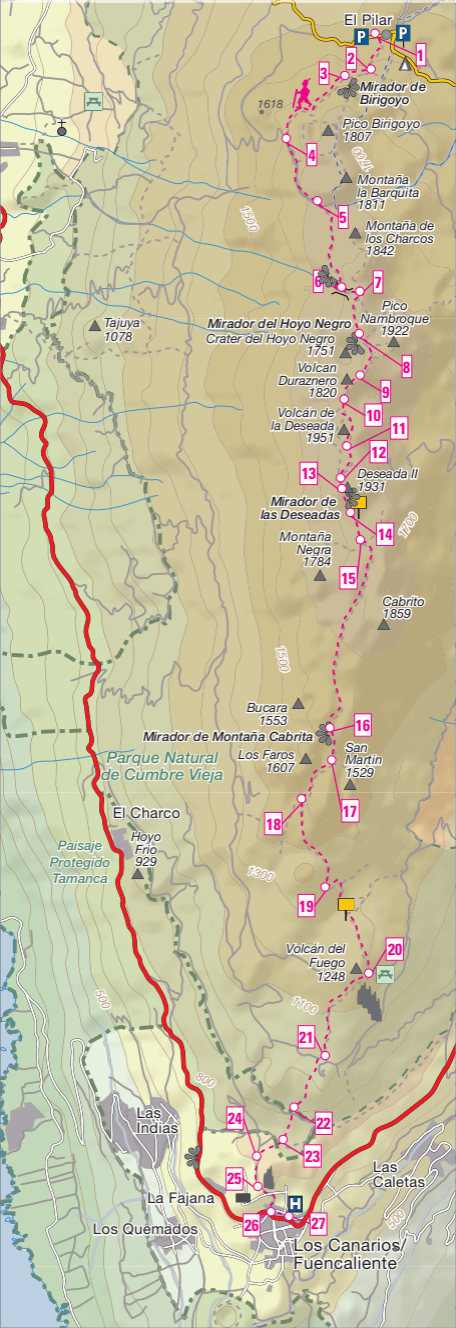 El Pilar
P
P
1
2
3
Mirador de
Birigoyo
1618
Pico Birigoyo
1807
4
1700
Montaña
la Barquita
1811
5
1500
Montaña de
los Charcos
1842
6
7
Pico
Nambroque
1922
Tajuya
1078
Mirador del Hoyo Negro
Crater del Hoyo Negro
1751
8
Volcan
Duraznero
1820
9
10
Volcán de
la Deseada
1951
11
12
13
Deseada II
1931
Mirador de
las Deseadas
14
1700
Montaña
Negra
1784
15
Cabrito
1859
1500
Bucara
1553
16
Mirador de Montaña Cabrita
Los Faros
1607
San
Martin
1529
Parque Natural
de Cumbre Vieja
17
El Charco
18
Hoyo
Frio
929
Paisaje
Protegido
Tamanca
1300
19
20
Volcán del
Fuego
1248
500
1100
21
600
Las
Indias
22
24
23
Las
Caletas
25
La Fajana
H
26
27
500
Los Quemados
Los Canarios/
Fuencaliente